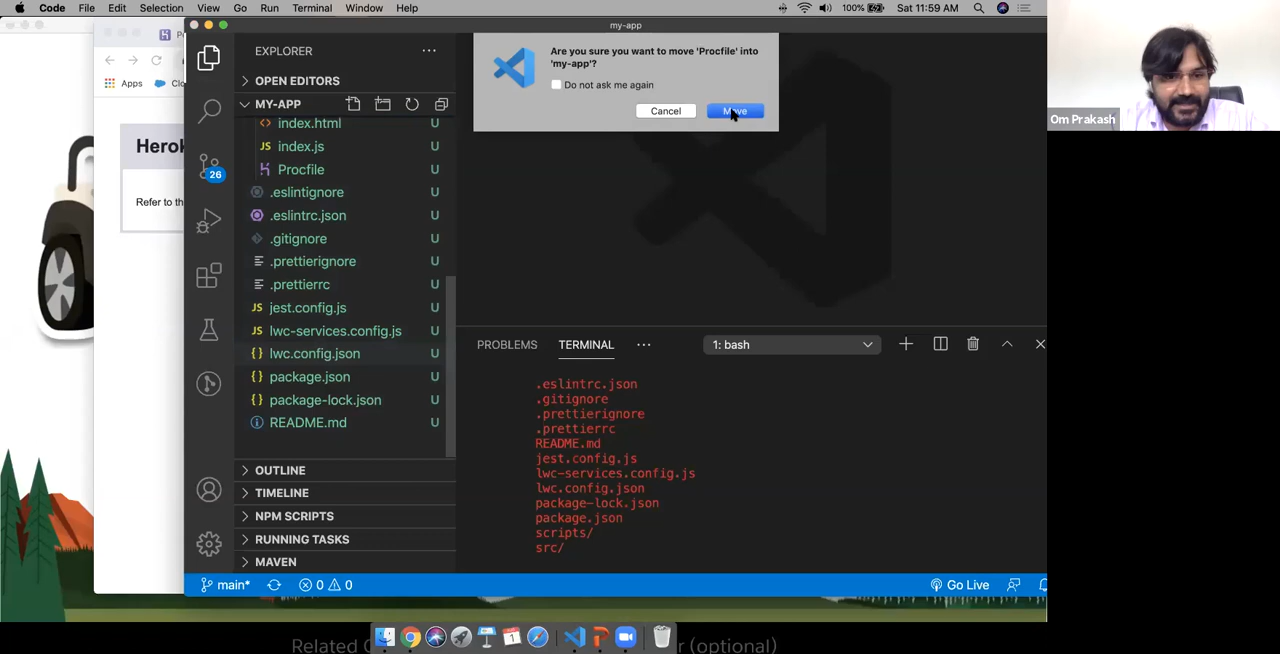 Code File Edit Selection View Go Run Terminal Window Help 100% Sat 11:59 AM
my-app
Apps
Herok
Refer to th
EXPLORER
OPEN EDITORS
MY-APP
index.html U
index.js U
Procfile U
.eslintignore U
.eslintrc.json U
.gitignore U
.prettierignore U
.prettierrc U
jest.config.js U
lwc-services.config.js U
lwc.config.json U
package.json U
package-lock.json U
README.md U
OUTLINE
TIMELINE
NPM SCRIPTS
RUNNING TASKS
MAVEN
26
Are you sure you want to move 'Procfile' into
'my-app'?
Do not ask me again
Cancel Move
PROBLEMS TERMINAL 1: bash
.eslintrc.json
.gitignore
.prettierignore
.prettierrc
README.md
jest.config.js
lwc-services.config.js
lwc.config.json
package-lock.json
package.json
scripts/
src/
main* 0 0 Go Live
Om Prakash
Related
r (optional)